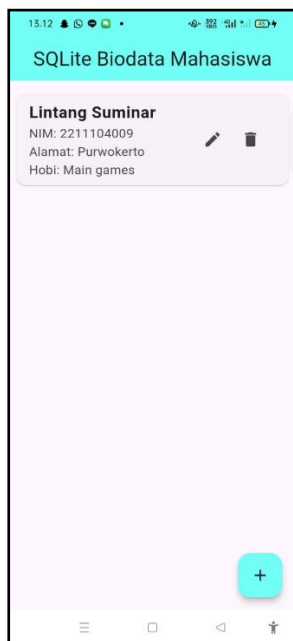 13.12
SQLite Biodata Mahasiswa
Lintang Suminar
NIM: 2211104009
Alamat: Purwokerto
Hobi: Main games
+